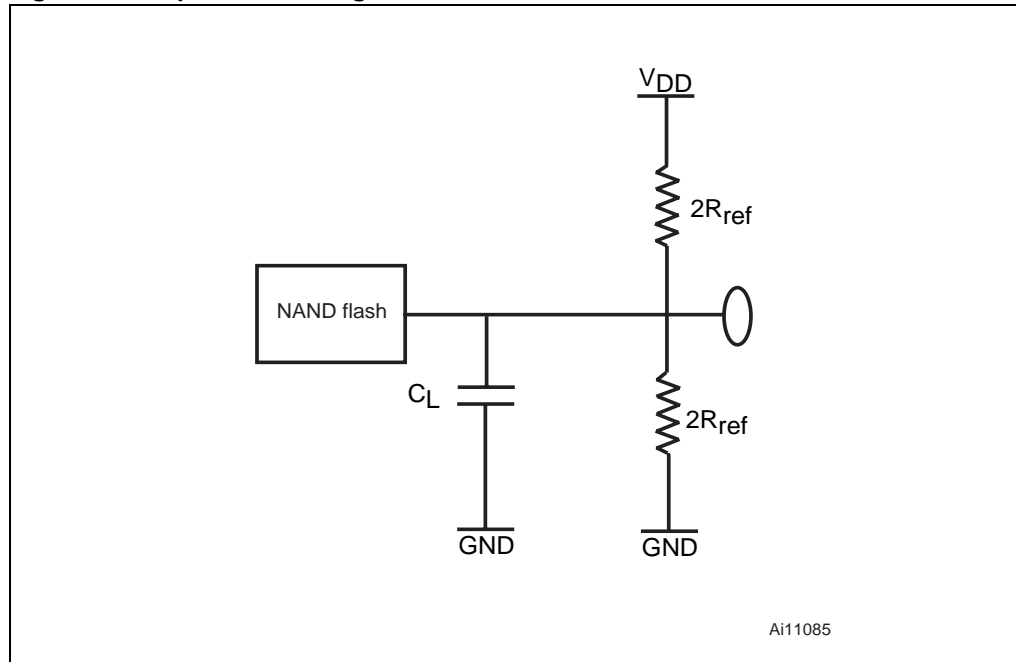 VDD
2Rref
NAND flash
CL
2Rref
GND
GND
Ai11085